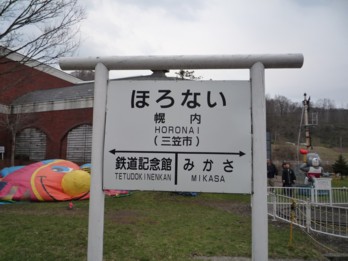 ほろない
幌内
HORONAI
(三笠市)
鉄道記念館 みかさ
TETUDOKINENKAN MIKASA